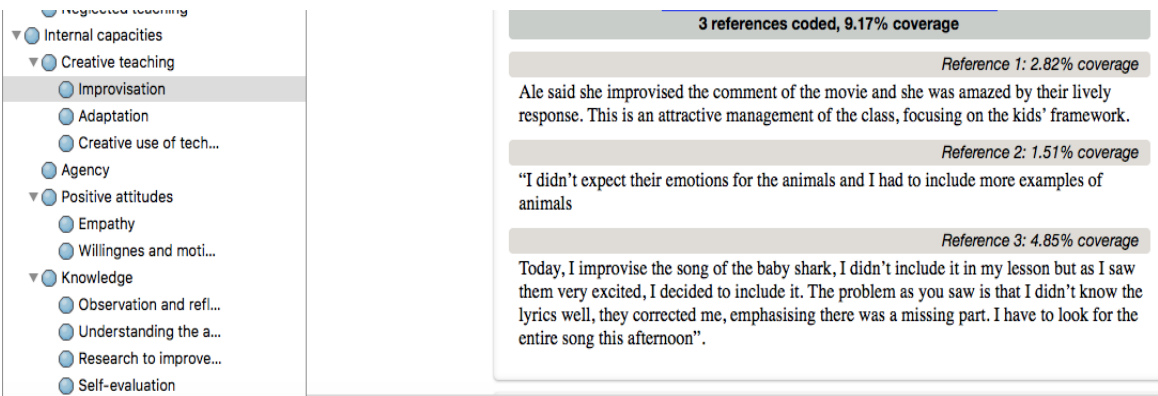 Neglected teaching
Internal capacities
Creative teaching
Improvisation
Adaptation
Creative use of tech...
Agency
Positive attitudes
Empathy
Willingnes and moti...
Knowledge
Observation and refl...
Understanding the a...
Research to improve...
Self-evaluation
3 references coded, 9.17% coverage
Reference 1: 2.82% coverage
Ale said she improvised the comment of the movie and she was amazed by their lively
response. This is an attractive management of the class, focusing on the kids’ framework.
Reference 2: 1.51% coverage
“I didn’t expect their emotions for the animals and I had to include more examples of
animals
Reference 3: 4.85% coverage
Today, I improvise the song of the baby shark, I didn’t include it in my lesson but as I saw
them very excited, I decided to include it. The problem as you saw is that I didn’t know the
lyrics well, they corrected me, emphasising there was a missing part. I have to look for the
entire song this afternoon”.